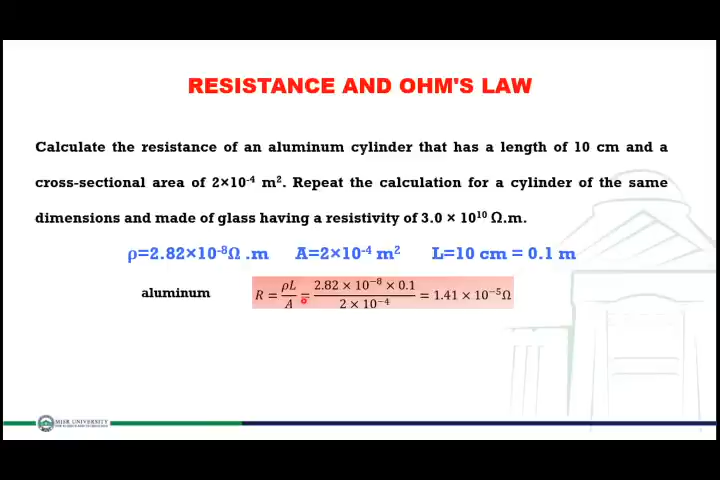 RESISTANCE AND OHM'S LAW
Calculate the resistance of an aluminum cylinder that has a length of 10 cm and a
cross-sectional area of 2×10⁻⁴ m². Repeat the calculation for a cylinder of the same
dimensions and made of glass having a resistivity of 3.0 × 10¹⁰ Ω.m.
ρ=2.82×10⁻⁸Ω .m A=2×10⁻⁴ m² L=10 cm = 0.1 m
aluminum R = ρL/A = (2.82 × 10⁻⁸ × 0.1)/(2 × 10⁻⁴) = 1.41 × 10⁻⁵Ω
MISR UNIVERSITY